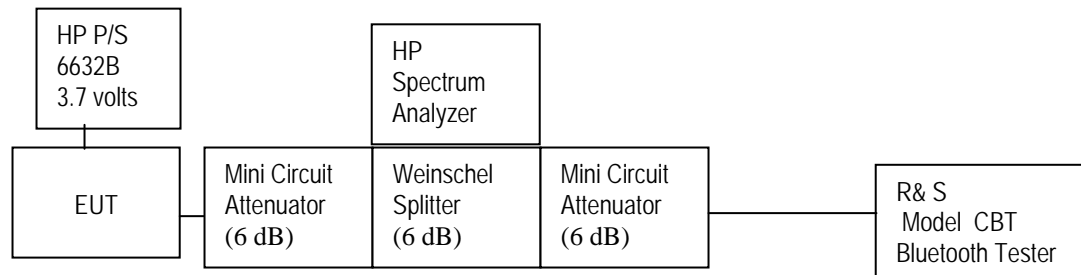 HP P/S
6632B
3.7 volts
HP
Spectrum
Analyzer
EUT
Mini Circuit
Attenuator
(6 dB)
Weinschel
Splitter
(6 dB)
Mini Circuit
Attenuator
(6 dB)
R& S
Model CBT
Bluetooth Tester